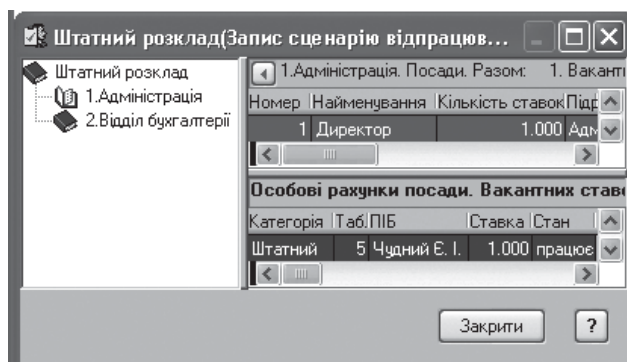 Штатний розклад(Запис сценарію відпрацюв...
Штатний розклад
1.Адміністрація
2.Відділ бухгалтерії
1.Адміністрація. Посади. Разом: 1. Вакант
Номер Найменування Кількість ставок Підр
1 Директор 1.000 Адм
Особові рахунки посади. Вакантних ставо
Категорія Таб. ПІБ Ставка Стан
Штатний 5 Чудний Є. І. 1.000 працює
Закрити ?